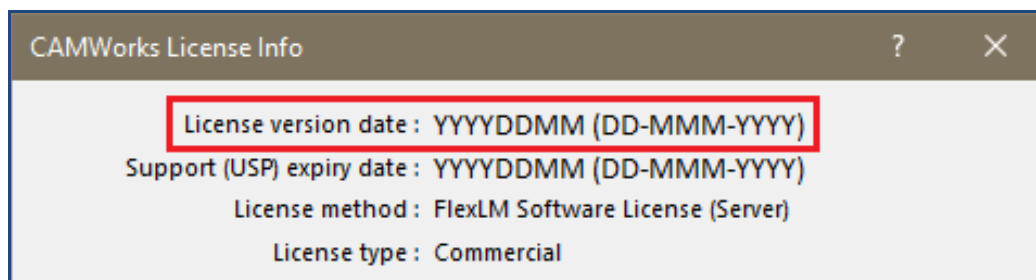 CAMWorks License Info ? ×
License version date : YYYYDDMM (DD-MMM-YYYY)
Support (USP) expiry date : YYYYDDMM (DD-MMM-YYYY)
License method : FlexLM Software License (Server)
License type : Commercial